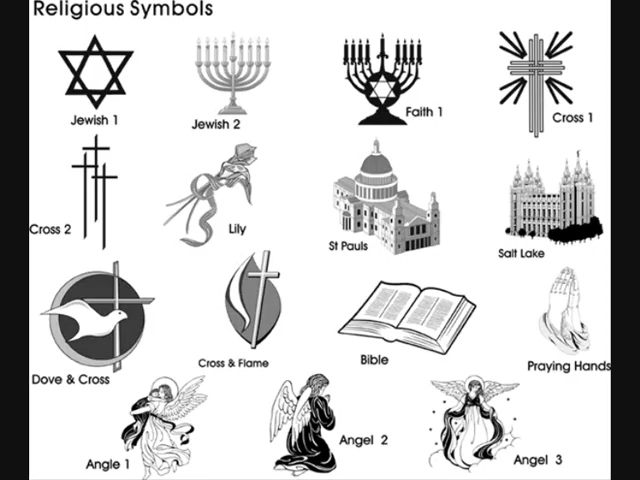 Religious Symbols
Jewish 1
Jewish 2
Faith 1
Cross 1
Cross 2
Lily
St Pauls
Salt Lake
Dove & Cross
Cross & Flame
Bible
Praying Hands
Angle 1
Angel 2
Angel 3